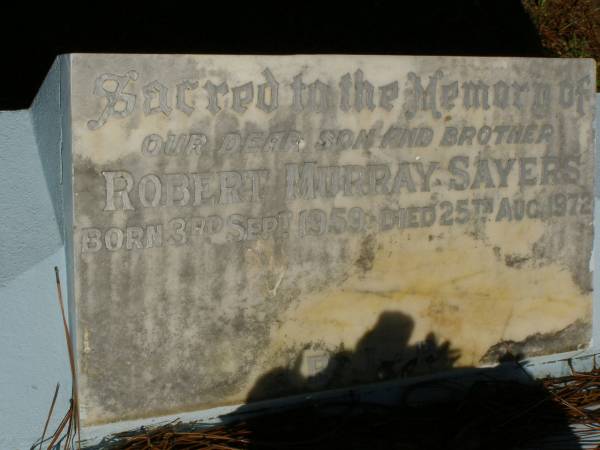 Sacred to the Memory of
OUR DEAR SON AND BROTHER
ROBERT MURRAY SAYERS
BORN 3RD SEPT. 1959. DIED 25TH AUG. 1972